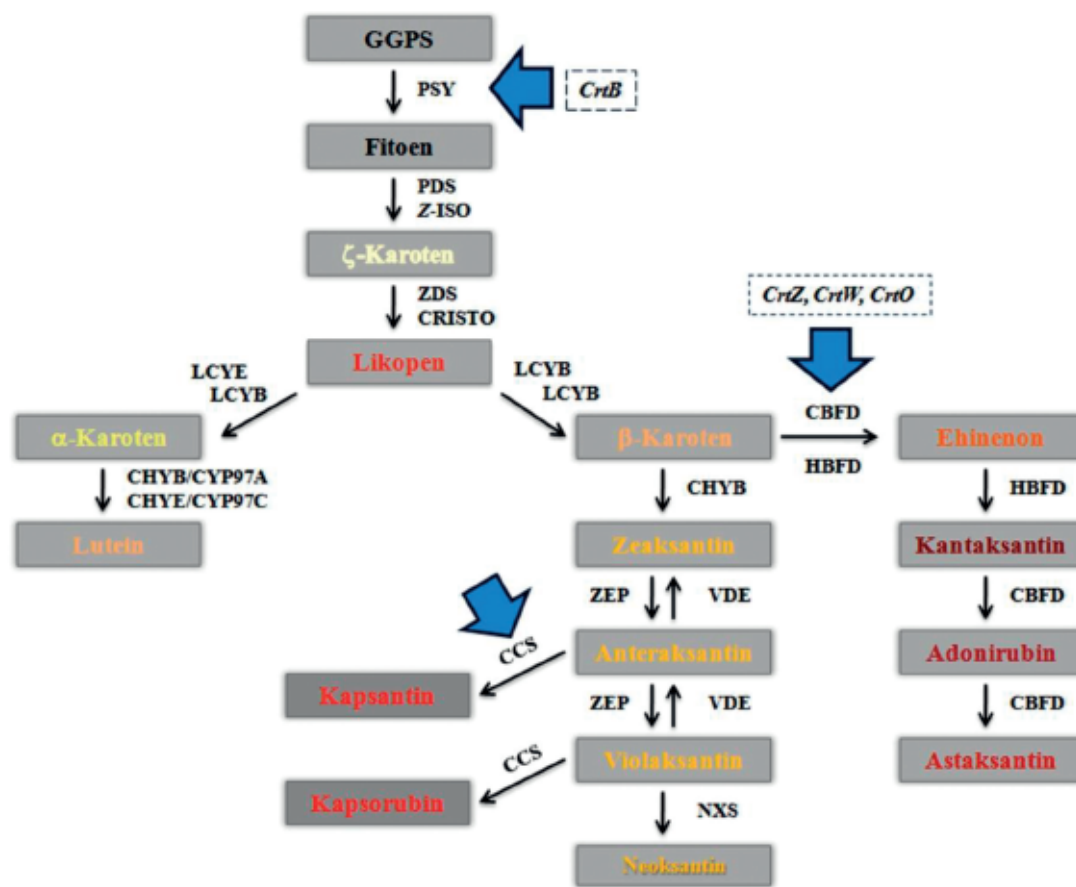 GGPS
PSY
CrtB
Fitoen
PDS
Z-ISO
ζ-Karoten
ZDS
CRISTO
CrtZ, CrtW, CrtO
Likopen
LCYE
LCYB
LCYB
LCYB
CBFD
α-Karoten
β-Karoten
HBFD
Ehinenon
CHYB/CYP97A
CHYE/CYP97C
CHYB
HBFD
Lutein
Zeaksantin
Kantaksantin
ZEP
VDE
CBFD
CCS
Anteraksantin
Adonirubin
Kapsantin
ZEP
VDE
CBFD
CCS
Violaksantin
Astaksantin
Kapsorubin
NXS
Neoksantin